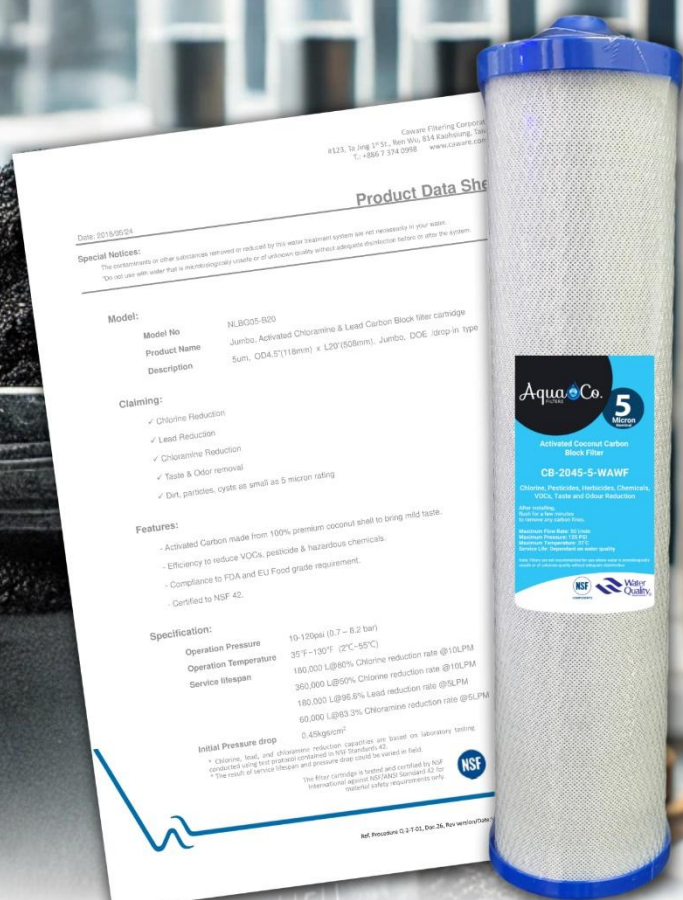 Caware Filtering Corporat
#123, Ta Jing 1st St., Ren Wu, 814 Kaohsiung, Tai
T.: +886 7 374 0998 www.caware.com
Product Data She
Date: 2018/05/24
Special Notices:
The contaminants or other substances removed or reduced by this water treatment system are not necessarily in your water.
*Do not use with water that is microbiologically unsafe or of unknown quality without adequate disinfection before or after the system.
Model:
Model No NLBG05-B20
Product Name Jumbo, Activated Chloramine & Lead Carbon Block filter cartridge
Description 5um, OD4.5"(118mm) x L20"(508mm), Jumbo, DOE /drop-in type
Claiming:
✓ Chlorine Reduction
✓ Lead Reduction
✓ Chloramine Reduction
✓ Taste & Odor removal
✓ Dirt, particles, cysts as small as 5 micron rating
Features:
- Activated Carbon made from 100% premium coconut shell to bring mild taste.
- Efficiency to reduce VOCs, pesticide & hazardous chemicals.
- Compliance to FDA and EU Food grade requirement.
- Certified to NSF 42.
Specification:
Operation Pressure 10-120psi (0.7 – 8.2 bar)
Operation Temperature 35°F~130°F (2°C~55°C)
Service lifespan 180,000 L@80% Chlorine reduction rate @10LPM
360,000 L@50% Chlorine reduction rate @10LPM
180,000 L@96.6% Lead reduction rate @5LPM
60,000 L@83.3% Chloramine reduction rate @5LPM
Initial Pressure drop 0.45kgs/cm²
* Chlorine, lead, and chloramine reduction capacities are based on laboratory testing
conducted using test protocol contained in NSF Standards 42.
* The result of service lifespan and pressure drop could be varied in field.
The filter cartridge is tested and certified by NSF
International against NSF/ANSI Standard 42 for
material safety requirements only.
NSF
Ref. Procedure Q-2-T-01, Doc.26, Rev version/Date
Aqua Co.
FILTERS
5
Micron
Activated Coconut Carbon
Block Filter
CB-2045-5-WAWF
Chlorine, Pesticides, Herbicides, Chemicals,
VOCs, Taste and Odour Reduction
After installing,
flush for a few minutes
to remove any carbon fines.
Maximum Pressure: 120 PSI
Service Life: Dependant on water quality
NSF
COMPONENTS
Water
Quality